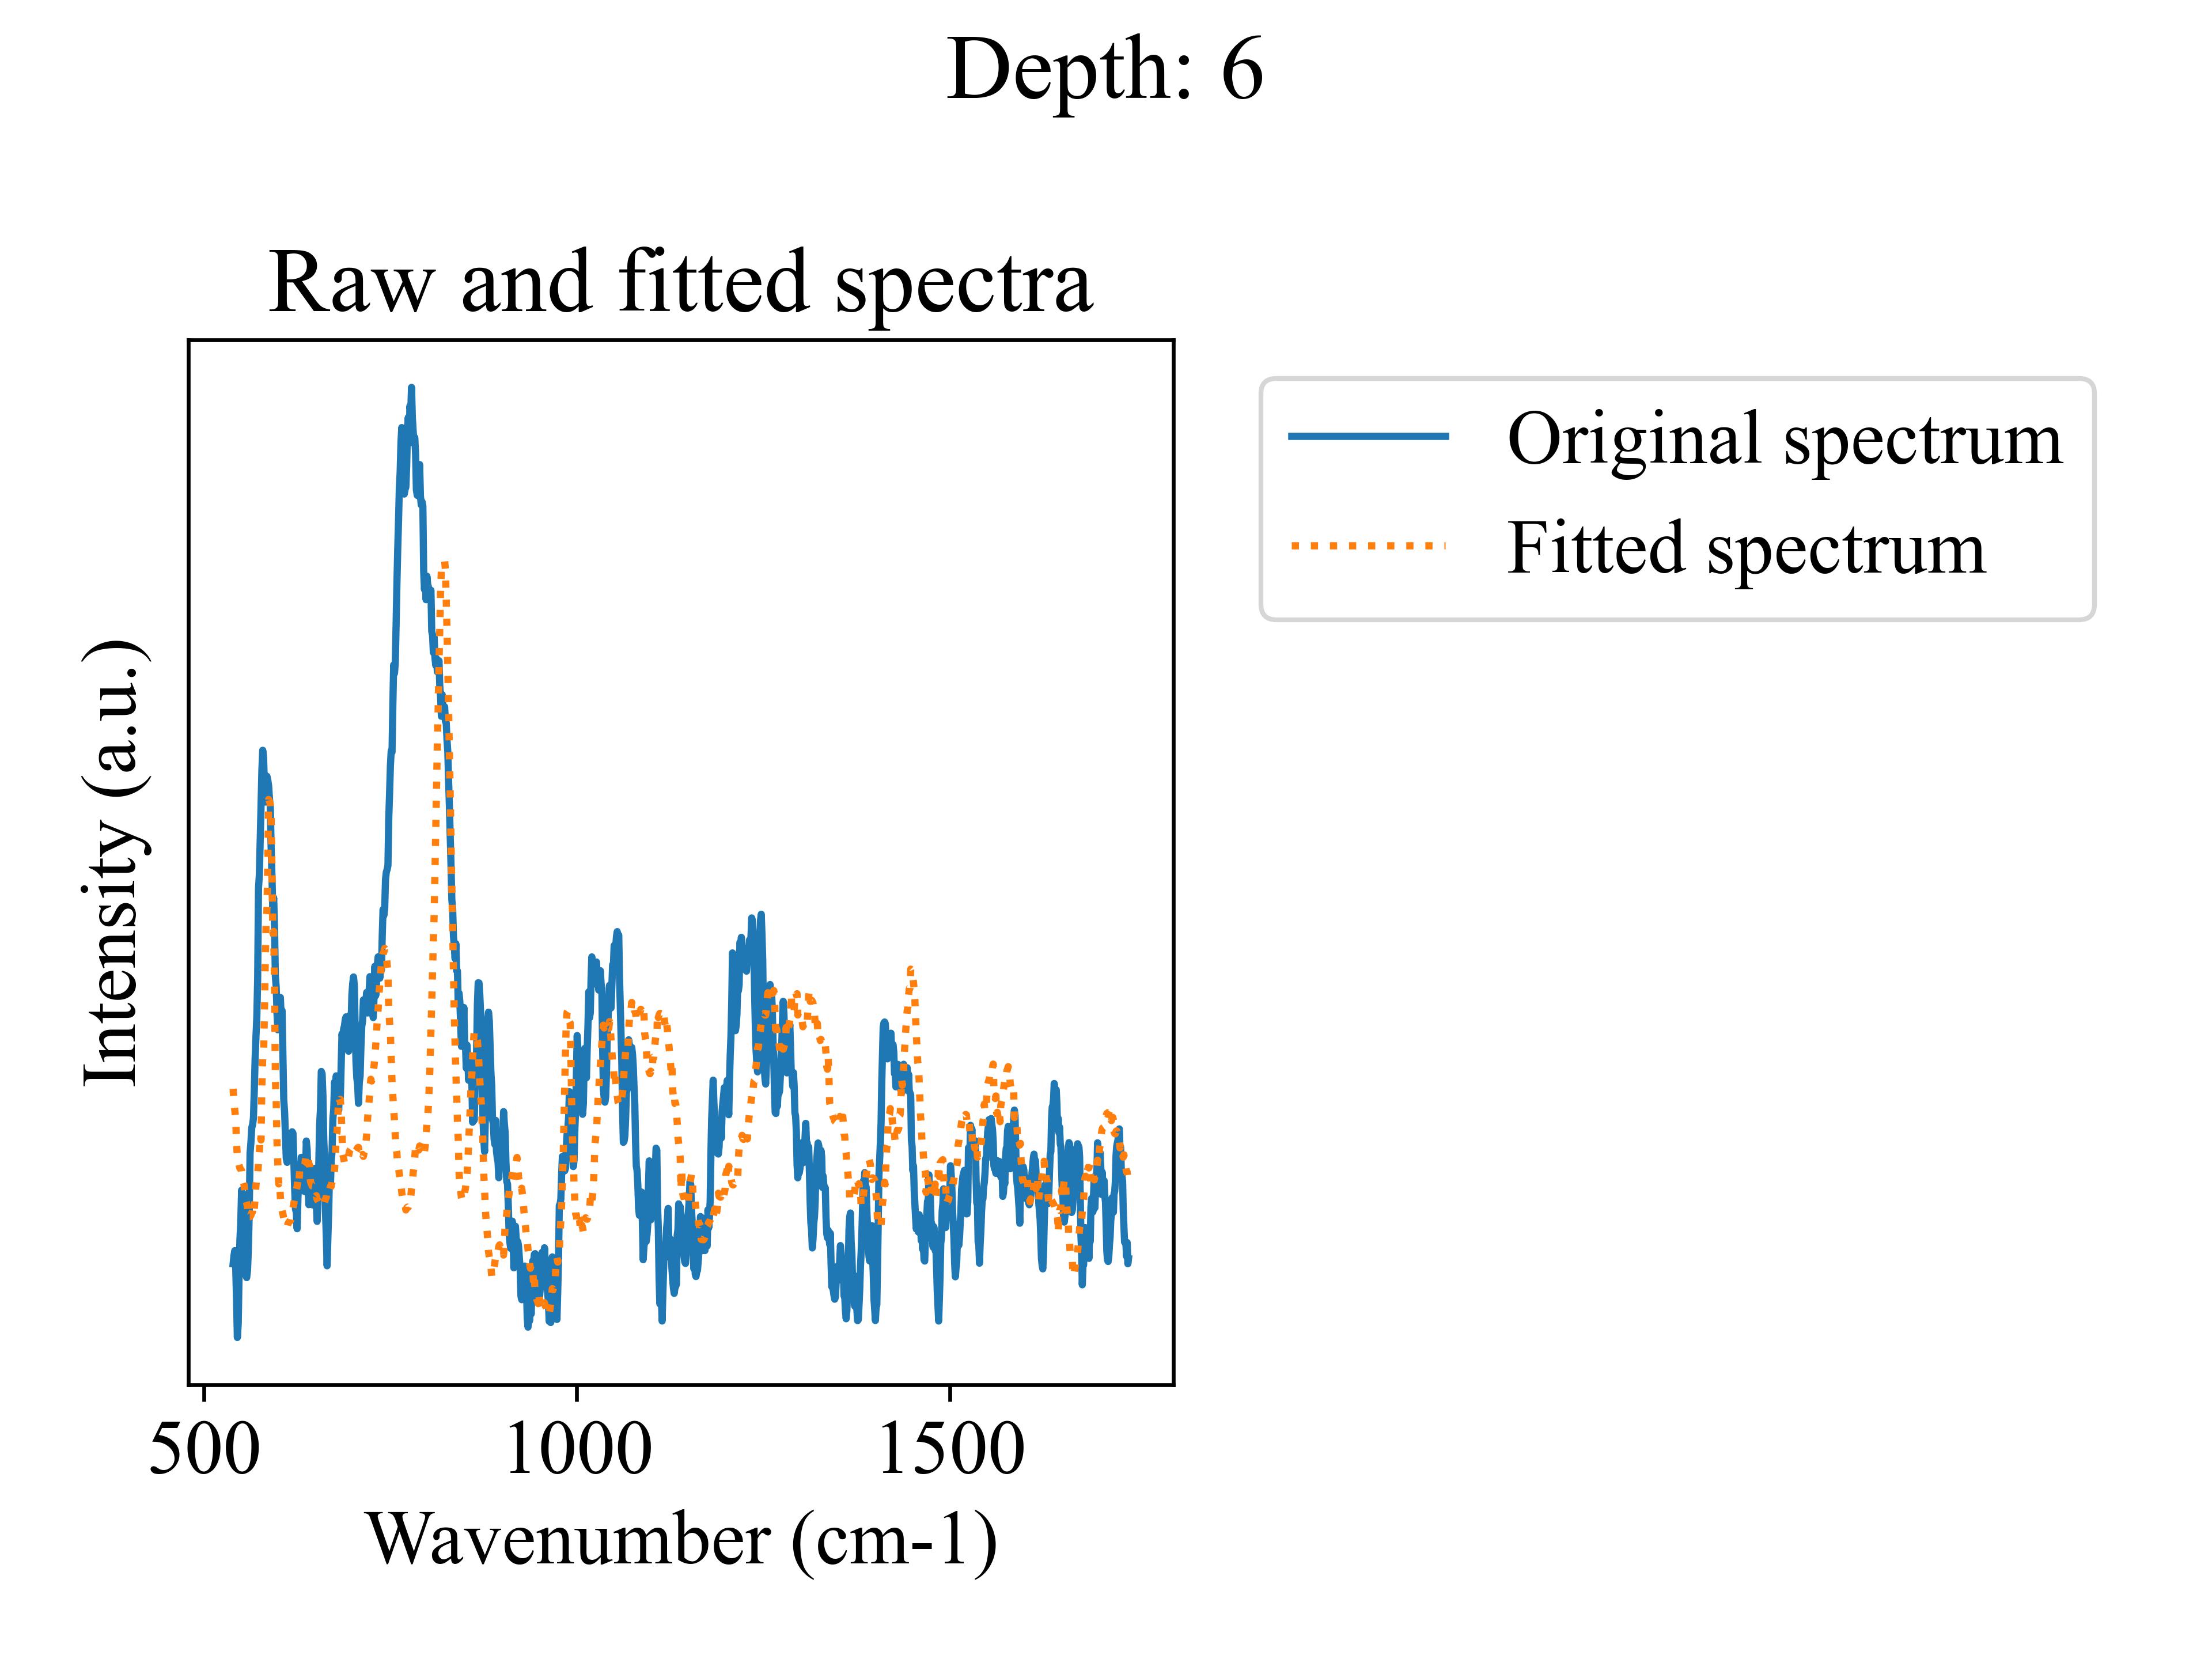 Depth: 6
Raw and fitted spectra
Original spectrum
Fitted spectrum
Intensity (a.u.)
500
1000
1500
Wavenumber (cm-1)